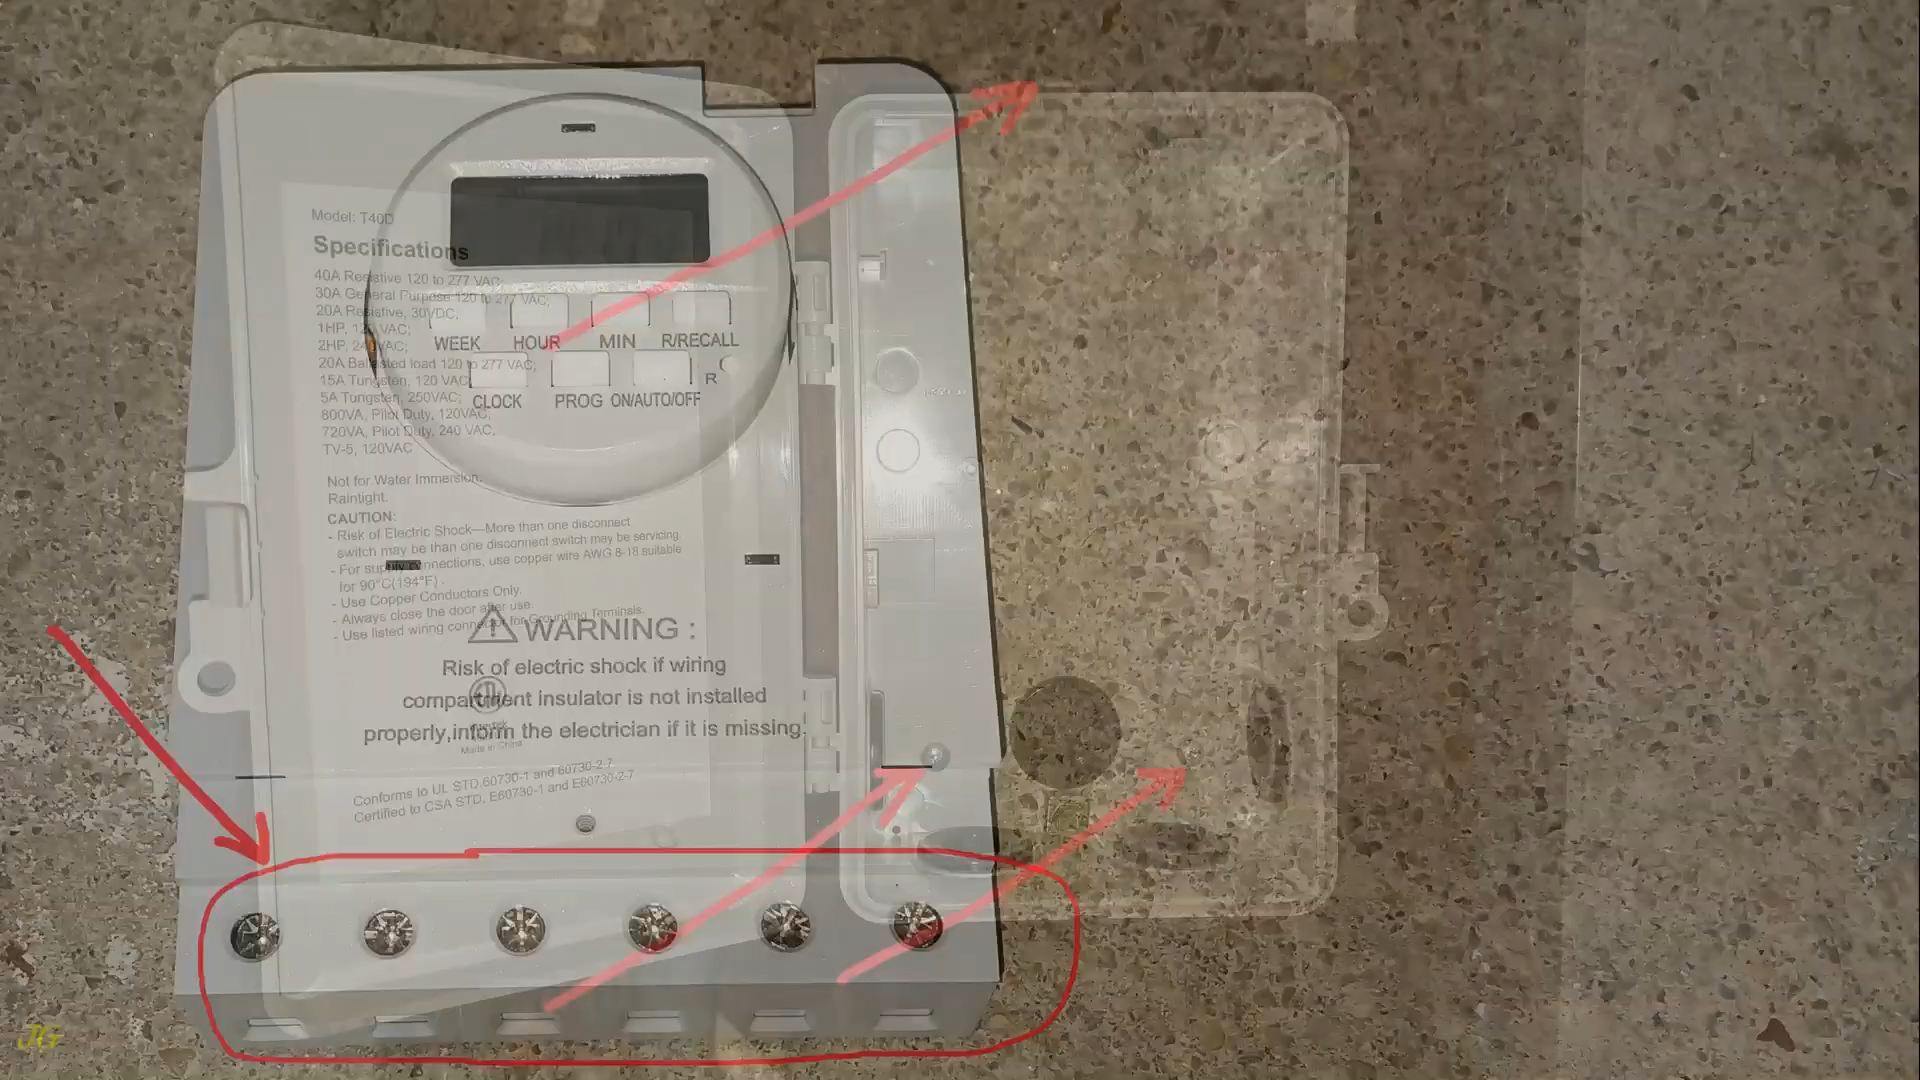 Model: T40D
Specifications
40A Resistive 120 to 277 VAC;
30A General Purpose 120 to 277 VAC;
20A Resistive, 30VDC,
1HP, 120 VAC;
2HP, 240 VAC;
20A Ballasted load 120 to 277 VAC;
15A Tungsten, 120 VAC
5A Tungsten, 250VAC;
800VA, Pilot Duty, 120VAC;
720VA, Pilot Duty, 240 VAC,
TV-5, 120VAC
WEEK HOUR MIN R/RECALL
R
CLOCK PROG ON/AUTO/OFF
Not for Water Immersion.
Raintight.
CAUTION:
- Risk of Electric Shock—More than one disconnect
switch may be than one disconnect switch may be servicing.
- For supply connections, use copper wire AWG 8-18 suitable
for 90°C(194°F).
- Use Copper Conductors Only.
- Always close the door after use.
- Use listed wiring connector for Grounding Terminals.
WARNING :
Risk of electric shock if wiring
compartment insulator is not installed
properly,inform the electrician if it is missing.
Intertek
Made in China
Conforms to UL STD.60730-1 and 60730-2-7
Certified to CSA STD. E60730-1 and E60730-2-7
JG